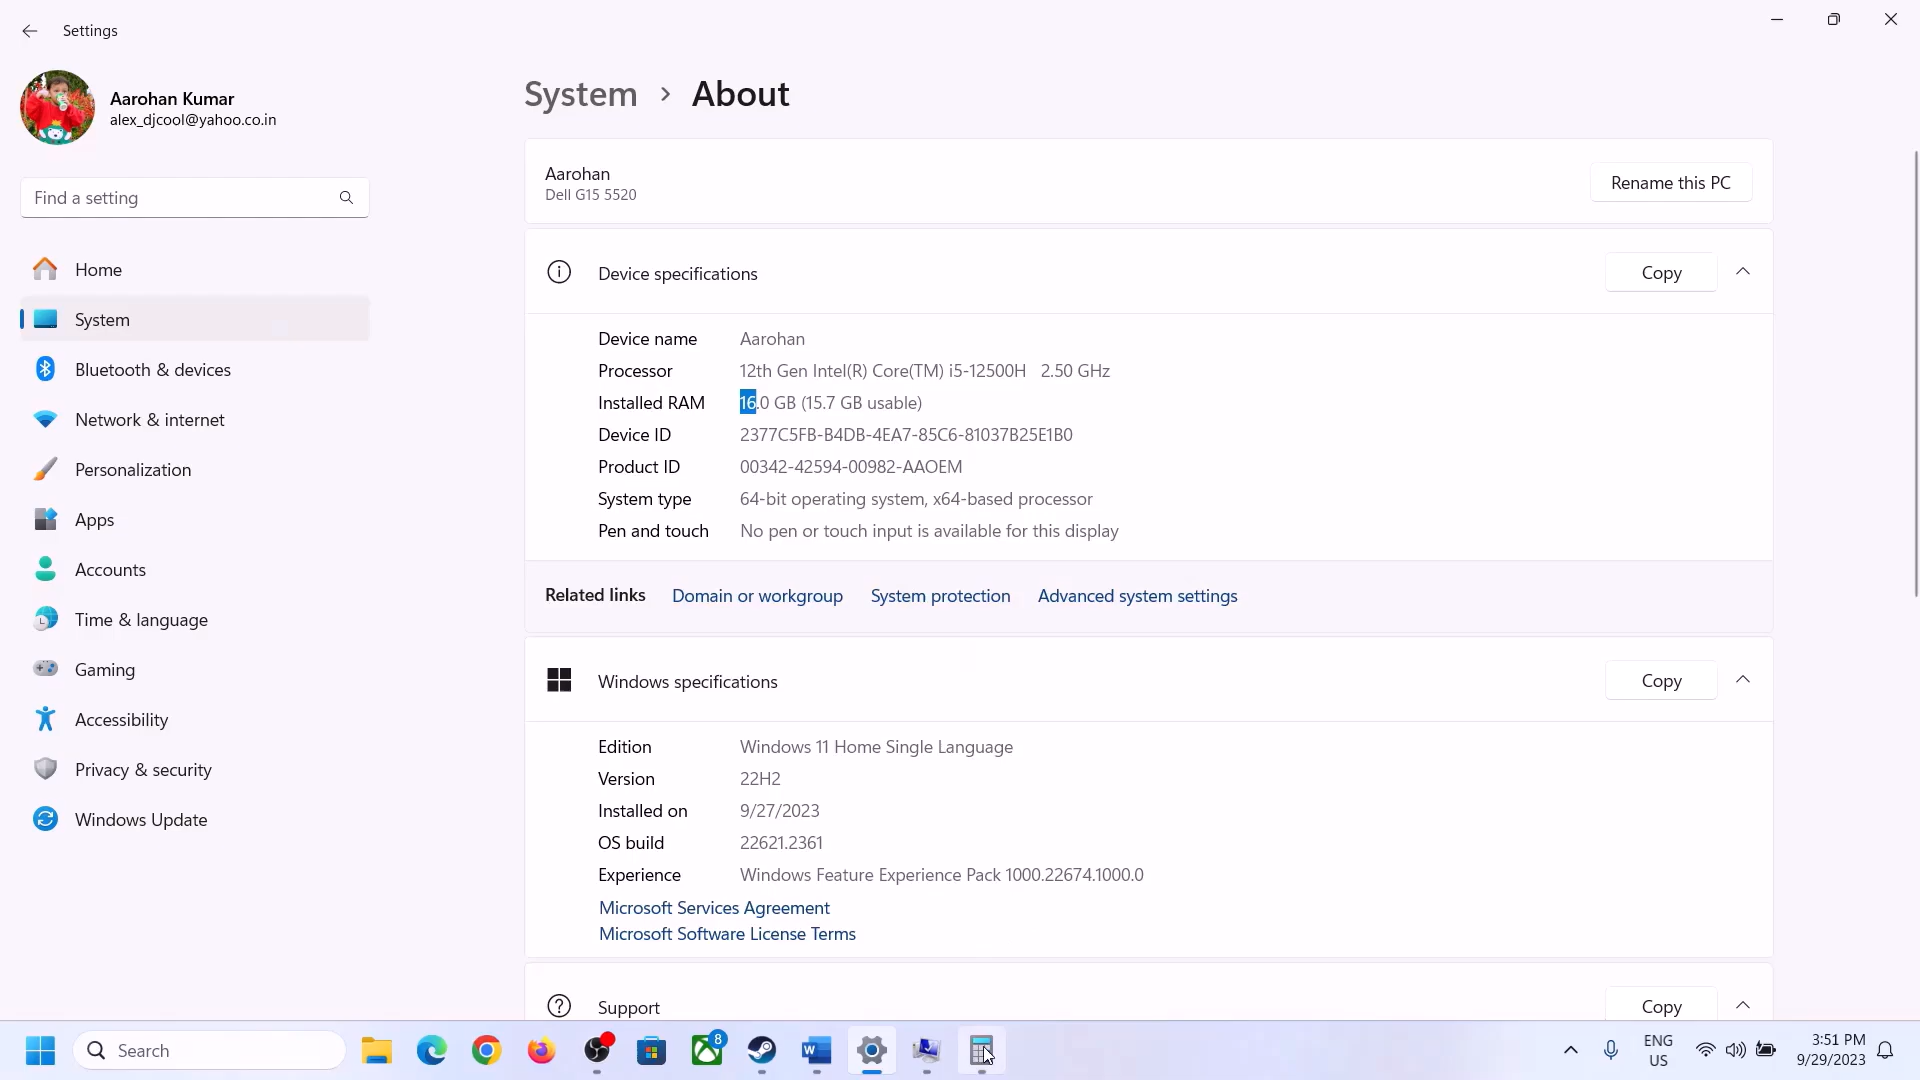 Settings
Aarohan Kumar
alex_djcool@yahoo.co.in
Find a setting
Home
System
Bluetooth & devices
Network & internet
Personalization
Apps
Accounts
Time & language
Gaming
Accessibility
Privacy & security
Windows Update
System > About
Aarohan
Dell G15 5520
Rename this PC
Device specifications
Copy
Device name Aarohan
Processor 12th Gen Intel(R) Core(TM) i5-12500H 2.50 GHz
Installed RAM 16.0 GB (15.7 GB usable)
Device ID 2377C5FB-B4DB-4EA7-85C6-81037B25E1B0
Product ID 00342-42594-00982-AAOEM
System type 64-bit operating system, x64-based processor
Pen and touch No pen or touch input is available for this display
Related links Domain or workgroup System protection Advanced system settings
Windows specifications
Copy
Edition Windows 11 Home Single Language
Version 22H2
Installed on 9/27/2023
OS build 22621.2361
Experience Windows Feature Experience Pack 1000.22674.1000.0
Microsoft Services Agreement
Microsoft Software License Terms
Support
Copy
Search
8
ENG
US
3:51 PM
9/29/2023